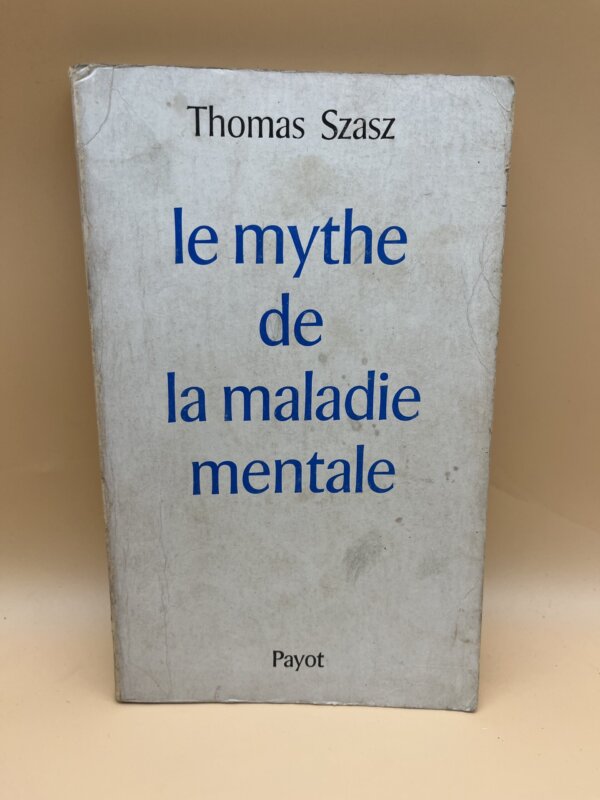 Thomas Szasz
le mythe
de
la maladie
mentale
Payot